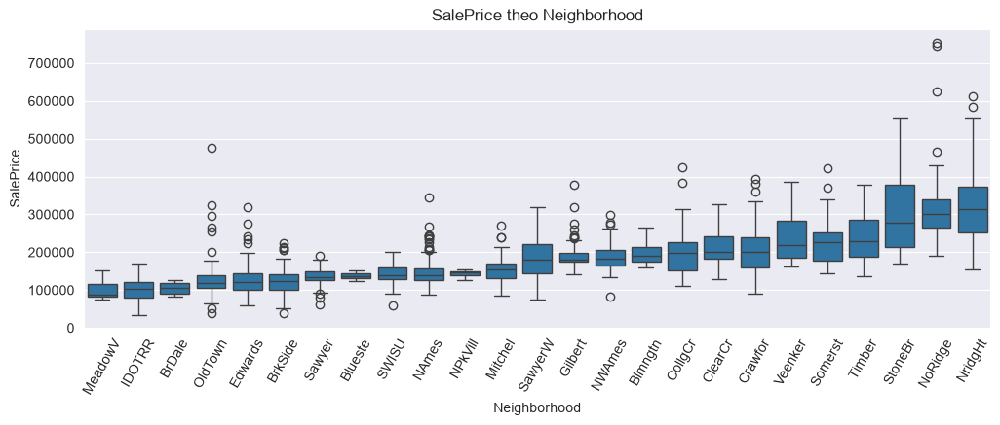 SalePrice theo Neighborhood
SalePrice
700000
600000
500000
400000
300000
200000
100000
0
MeadowV
IDOTRR
BrDale
OldTown
Edwards
BrkSide
Sawyer
Blueste
SWISU
NAmes
NPkVill
Mitchel
SawyerW
Gilbert
NWAmes
Blmngtn
CollgCr
ClearCr
Crawfor
Veenker
Somerst
Timber
StoneBr
NoRidge
NridgHt
Neighborhood